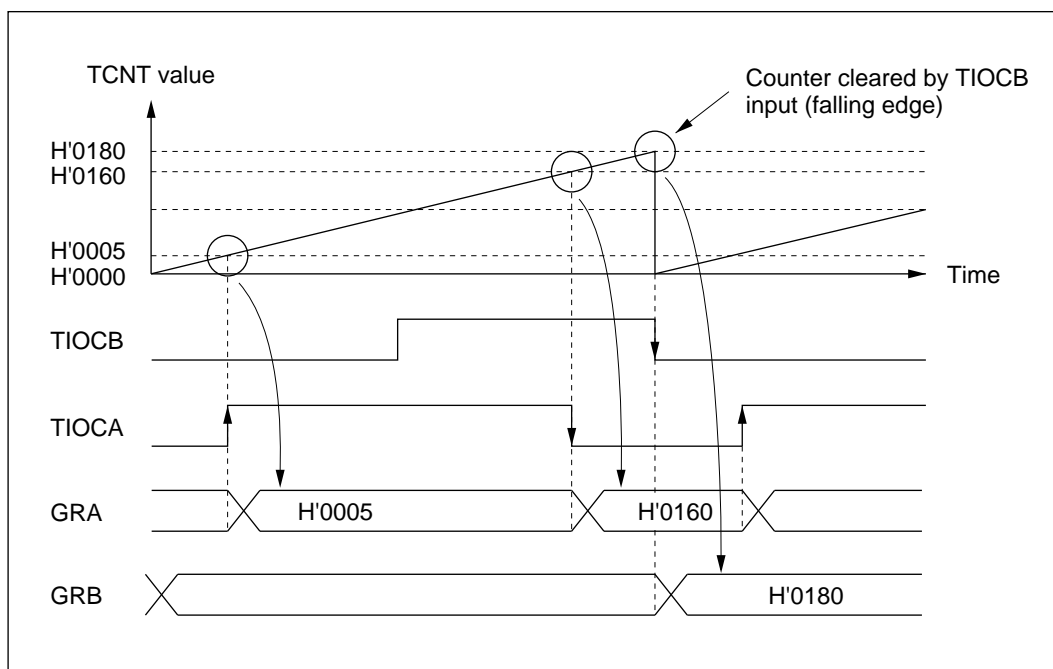 TCNT value
Counter cleared by TIOCB
input (falling edge)
H'0180
H'0160
H'0005
H'0000
Time
TIOCB
TIOCA
GRA
H'0005
H'0160
GRB
H'0180